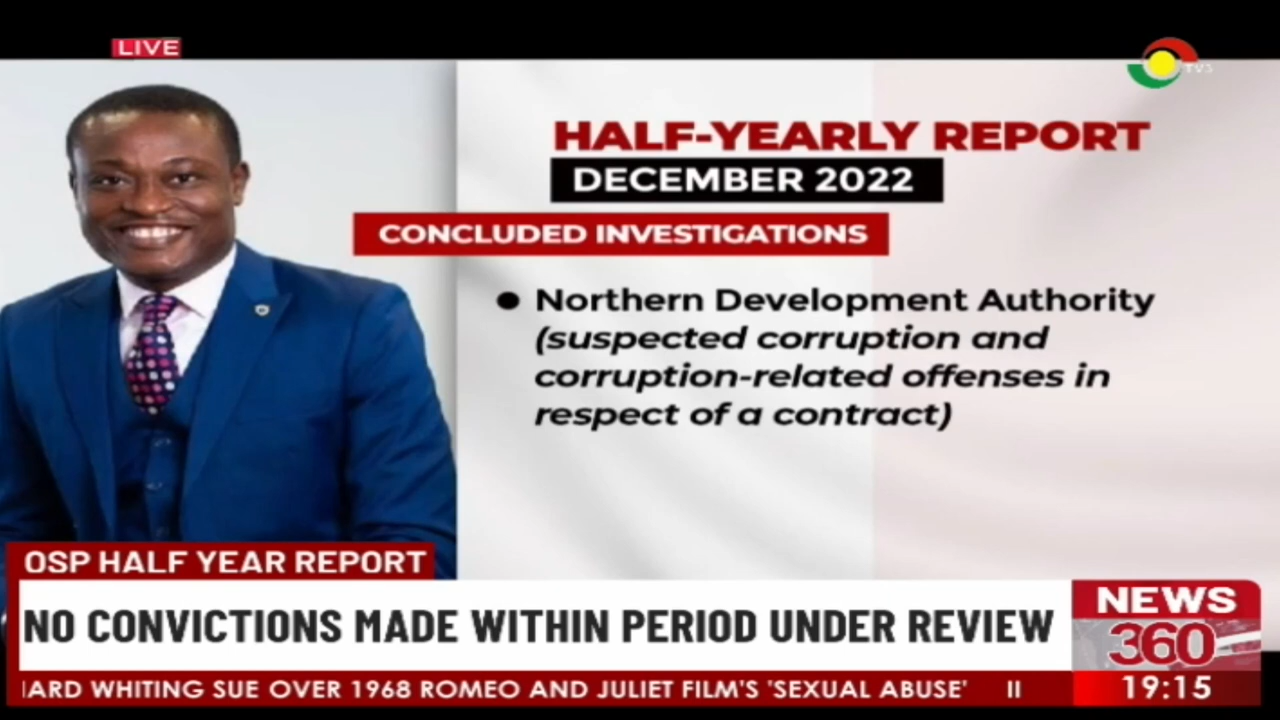 LIVE
TV3
HALF-YEARLY REPORT
DECEMBER 2022
CONCLUDED INVESTIGATIONS
● Northern Development Authority
(suspected corruption and
corruption-related offenses in
respect of a contract)
OSP HALF YEAR REPORT
NO CONVICTIONS MADE WITHIN PERIOD UNDER REVIEW
NEWS
360
WHITING SUE OVER 1968 ROMEO AND JULIET FILM'S 'SEXUAL ABUSE'
19:15